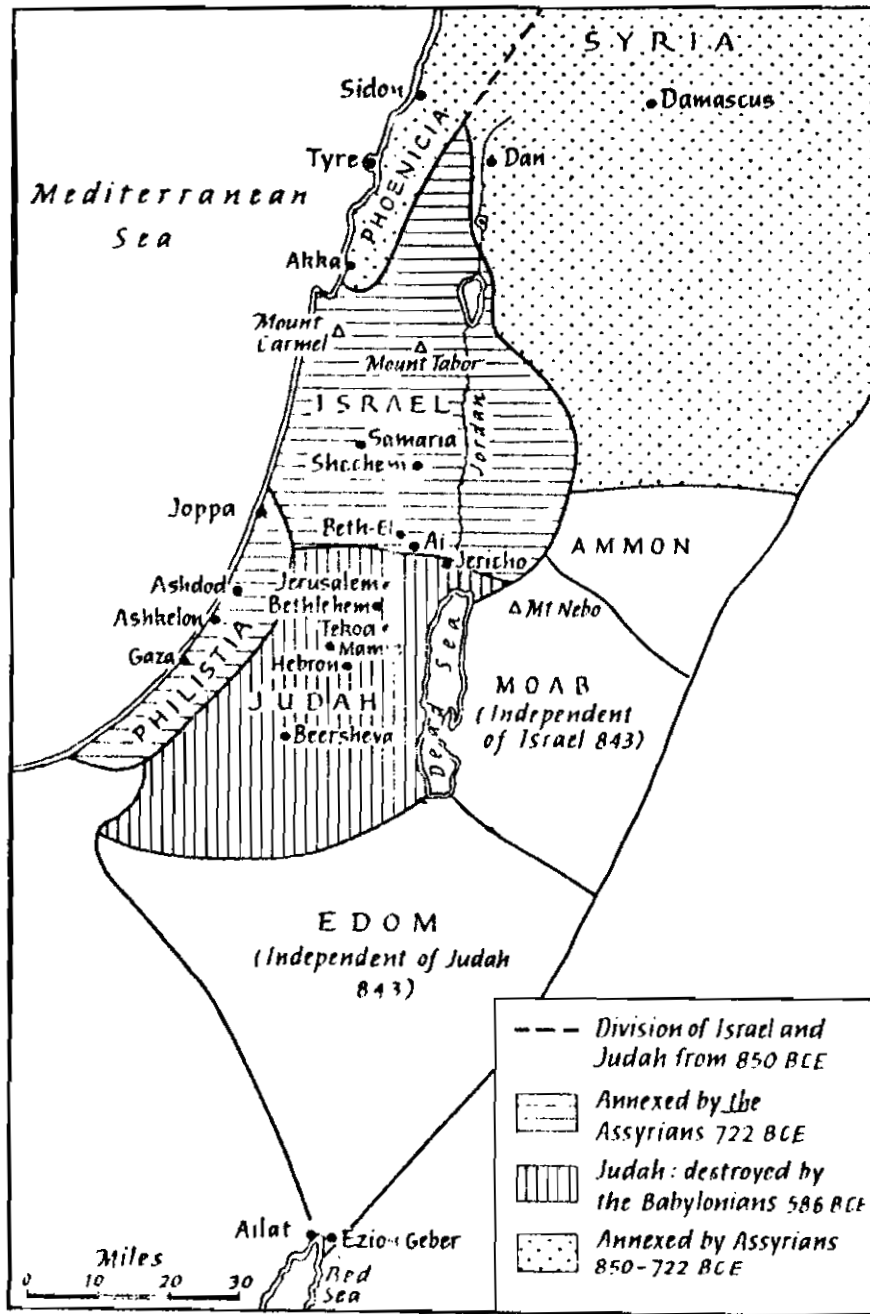 SYRIA
Sidon
Damascus
PHOENICIA
Tyre
Dan
Mediterranean
Sea
Akka
Mount
Carmel
Mount Tabor
ISRAEL
Jordan
Samaria
Shechem
Joppa
Beth-El
Ai
AMMON
Jericho
Ashdod
Jerusalem
Bethlehem
Mt Nebo
Ashkelon
Tekoa
Mam
Gaza
Hebron
PHILISTIA
JUDAH
Dead Sea
MOAB
(Independent
of Israel 843)
Beersheva
EDOM
(Independent of Judah
843)
Division of Israel and
Judah from 850 BCE
Annexed by the
Assyrians 722 BCE
Judah: destroyed by
the Babylonians 586 BCE
Annexed by Assyrians
850-722 BCE
Ailat
Ezion Geber
Red
Sea
Miles
0 10 20 30